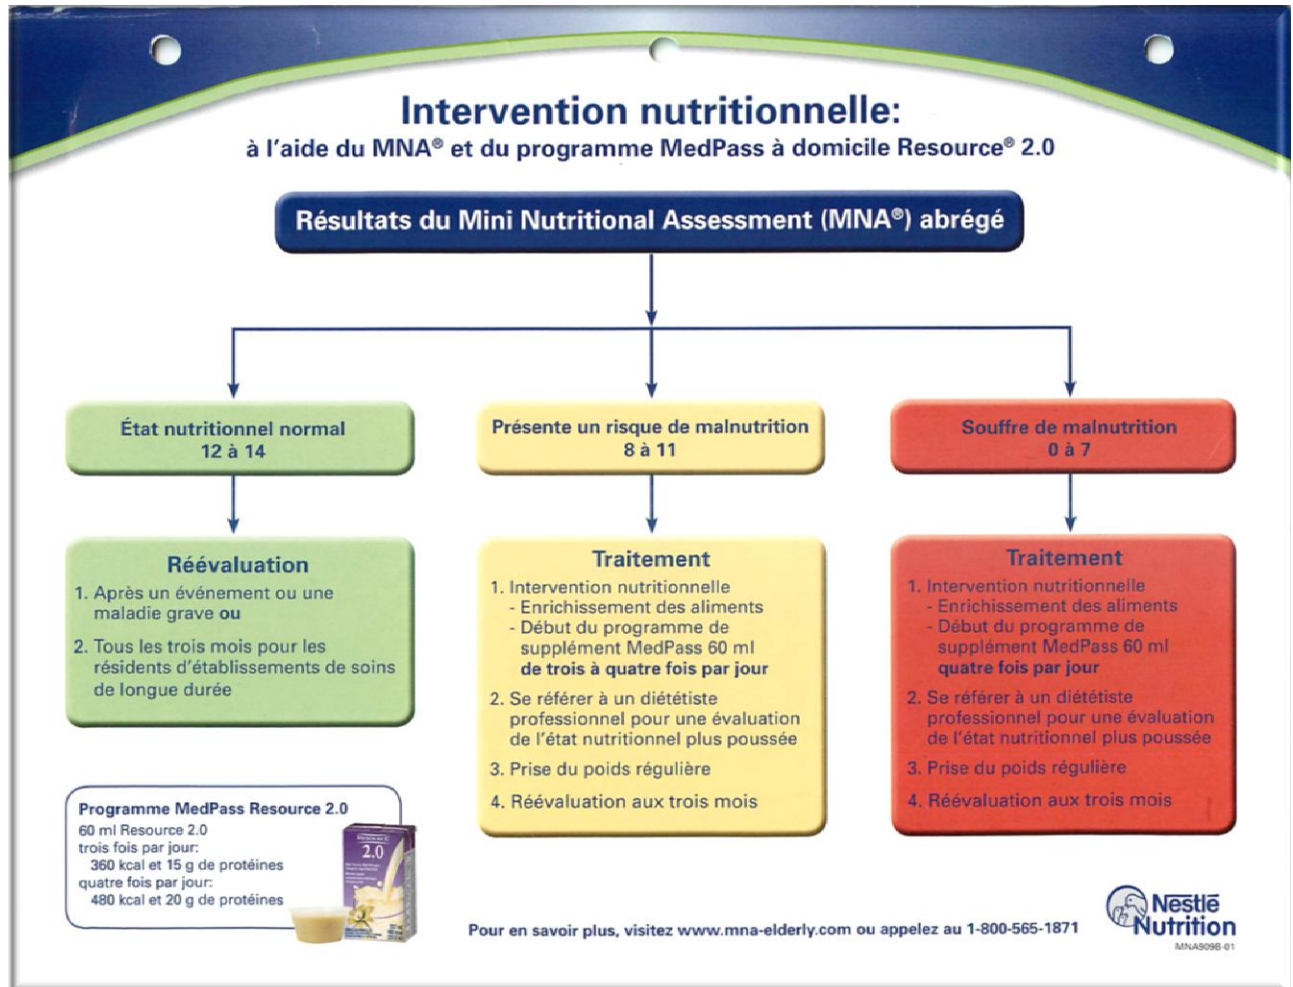 Intervention nutritionnelle:
à l'aide du MNA® et du programme MedPass à domicile Resource® 2.0
Résultats du Mini Nutritional Assessment (MNA®) abrégé
État nutritionnel normal
12 à 14
Présente un risque de malnutrition
8 à 11
Souffre de malnutrition
0 à 7
Réévaluation
1. Après un événement ou une
maladie grave ou
2. Tous les trois mois pour les
résidents d'établissements de soins
de longue durée
Traitement
1. Intervention nutritionnelle
- Enrichissement des aliments
- Début du programme de
supplément MedPass 60 ml
de trois à quatre fois par jour
2. Se référer à un diététiste
professionnel pour une évaluation
de l'état nutritionnel plus poussée
3. Prise du poids régulière
4. Réévaluation aux trois mois
Traitement
1. Intervention nutritionnelle
- Enrichissement des aliments
- Début du programme de
supplément MedPass 60 ml
quatre fois par jour
2. Se référer à un diététiste
professionnel pour une évaluation
de l'état nutritionnel plus poussée
3. Prise du poids régulière
4. Réévaluation aux trois mois
Programme MedPass Resource 2.0
60 ml Resource 2.0
trois fois par jour:
360 kcal et 15 g de protéines
quatre fois par jour:
480 kcal et 20 g de protéines
2.0
Pour en savoir plus, visitez www.mna-elderly.com ou appelez au 1-800-565-1871
Nestlé
Nutrition
MNA909B-01